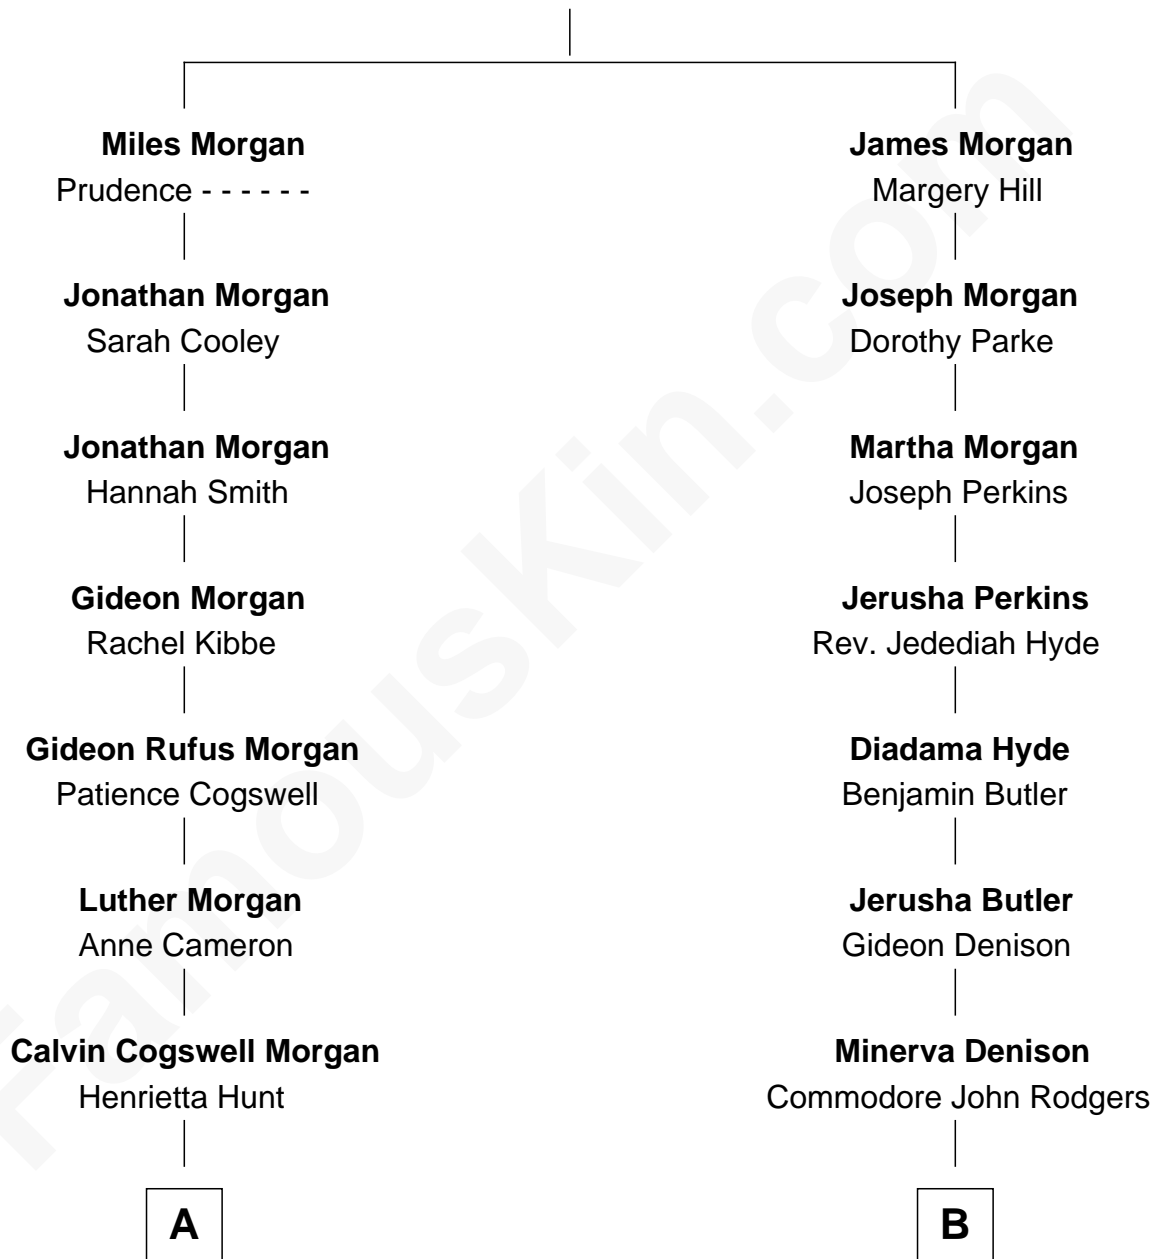 Miles Morgan
Prudence - - - - - -
Jonathan Morgan
Sarah Cooley
Jonathan Morgan
Hannah Smith
Gideon Morgan
Rachel Kibbe
Gideon Rufus Morgan
Patience Cogswell
Luther Morgan
Anne Cameron
Calvin Cogswell Morgan
Henrietta Hunt
A
James Morgan
Margery Hill
Joseph Morgan
Dorothy Parke
Martha Morgan
Joseph Perkins
Jerusha Perkins
Rev. Jedediah Hyde
Diadama Hyde
Benjamin Butler
Jerusha Butler
Gideon Denison
Minerva Denison
Commodore John Rodgers
B
FamousKin.com